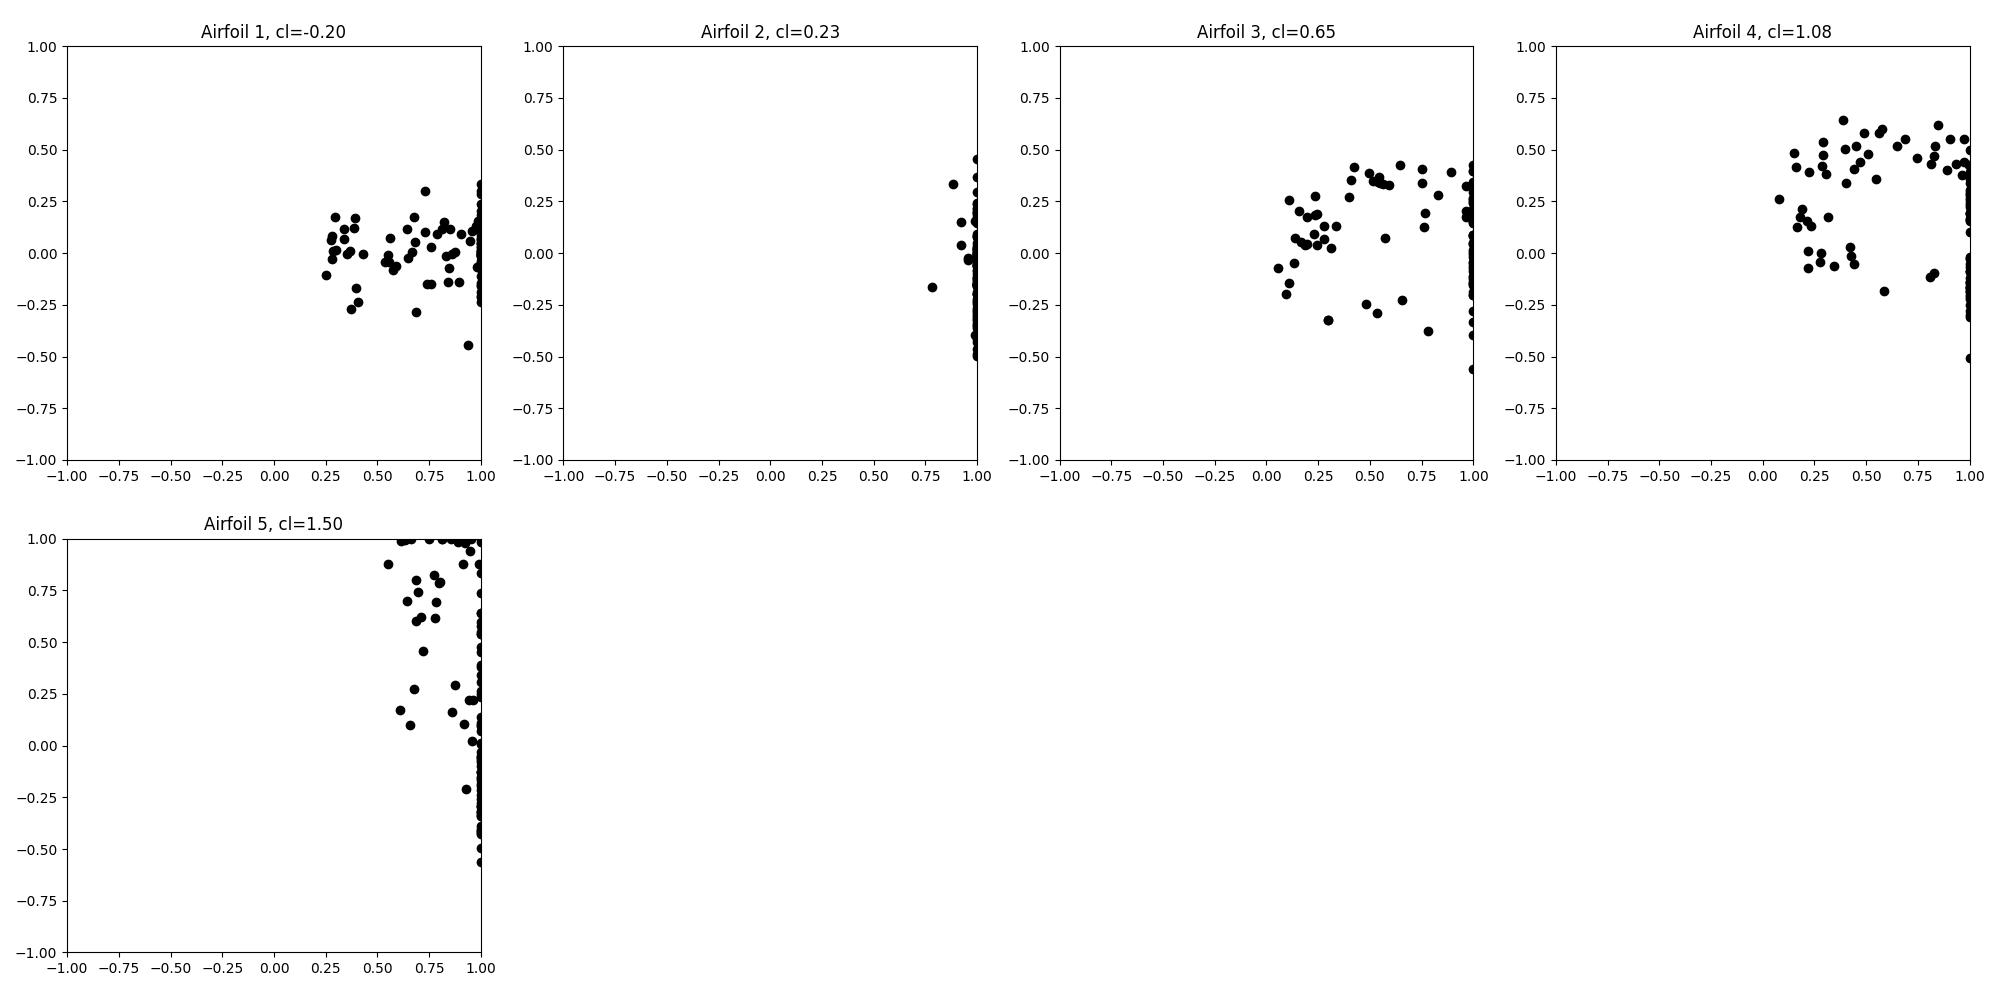 Airfoil 1, cl=-0.20
Airfoil 2, cl=0.23
Airfoil 3, cl=0.65
Airfoil 4, cl=1.08
1.00 1.00 1.00 1.00
0.75 0.75 0.75 0.75
0.50 0.50 0.50 0.50
0.25 0.25 0.25 0.25
0.00 0.00 0.00 0.00
−0.25 −0.25 −0.25 −0.25
−0.50 −0.50 −0.50 −0.50
−0.75 −0.75 −0.75 −0.75
−1.00 −1.00 −1.00 −1.00
−1.00 −0.75 −0.50 −0.25 0.00 0.25 0.50 0.75 1.00
−1.00 −0.75 −0.50 −0.25 0.00 0.25 0.50 0.75 1.00
−1.00 −0.75 −0.50 −0.25 0.00 0.25 0.50 0.75 1.00
−1.00 −0.75 −0.50 −0.25 0.00 0.25 0.50 0.75 1.00
Airfoil 5, cl=1.50
1.00
0.75
0.50
0.25
0.00
−0.25
−0.50
−0.75
−1.00
−1.00 −0.75 −0.50 −0.25 0.00 0.25 0.50 0.75 1.00